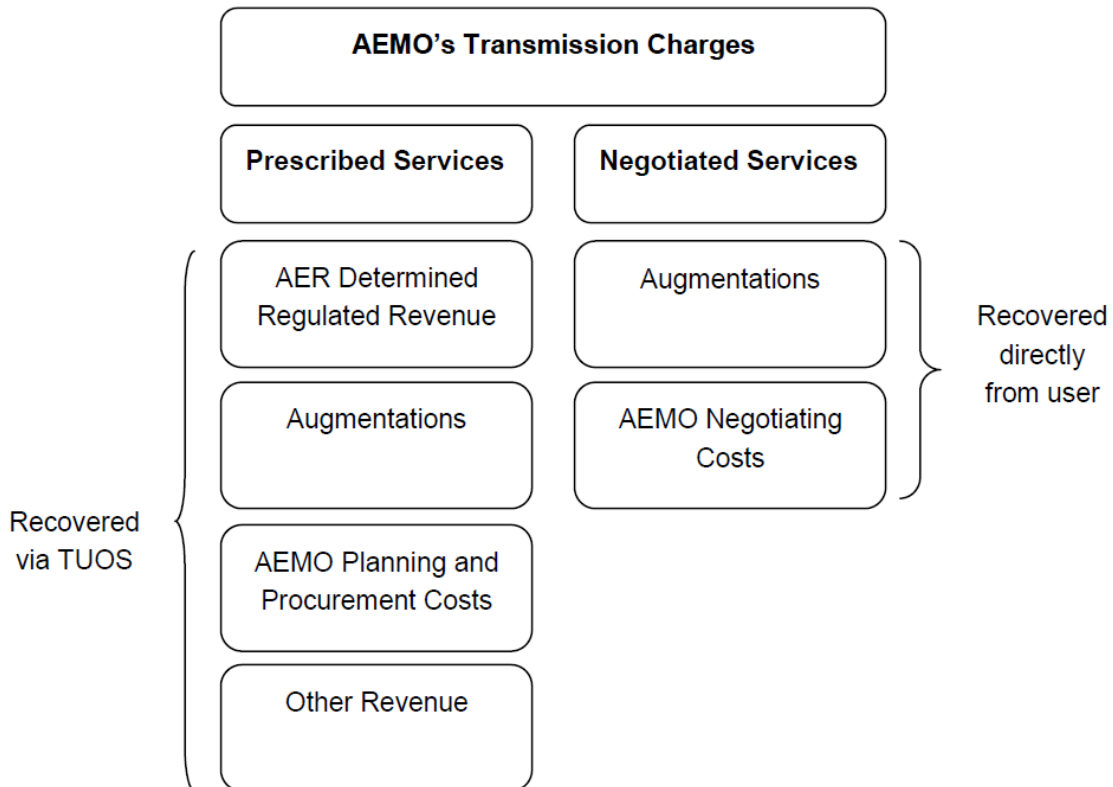 AEMO’s Transmission Charges
Prescribed Services
Negotiated Services
AER Determined
Regulated Revenue
Augmentations
AEMO Planning and
Procurement Costs
Other Revenue
Recovered
via TUOS
Augmentations
AEMO Negotiating
Costs
Recovered
directly
from user